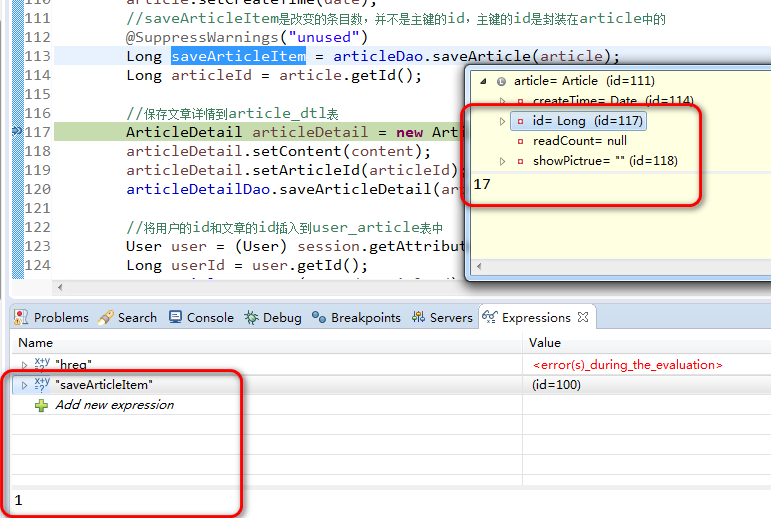 112 article.setCreateTime(date);
//saveArticleItem是改变的条目数，并不是主键的id，主键的id是封装在article中的
112 @SuppressWarnings("unused")
113 Long saveArticleItem = articleDao.saveArticle(article);
114 Long articleId = article.getId();
115
116 //保存文章详情到article_dtl表
117 ArticleDetail articleDetail = new Art
118 articleDetail.setContent(content);
119 articleDetail.setArticleId(articleId);
120 articleDetailDao.saveArticleDetail(ar
121
122 //将用户的id和文章的id插入到user_article表中
123 User user = (User) session.getAttribut
124 Long userId = user.getId();
article= Article (id=111)
createTime= Date (id=114)
id= Long (id=117)
readCount= null
showPictrue= "" (id=118)
17
Problems Search Console Debug Breakpoints Servers Expressions
Name Value
"hreq" <error(s)_during_the_evaluation>
"saveArticleItem" (id=100)
Add new expression
1